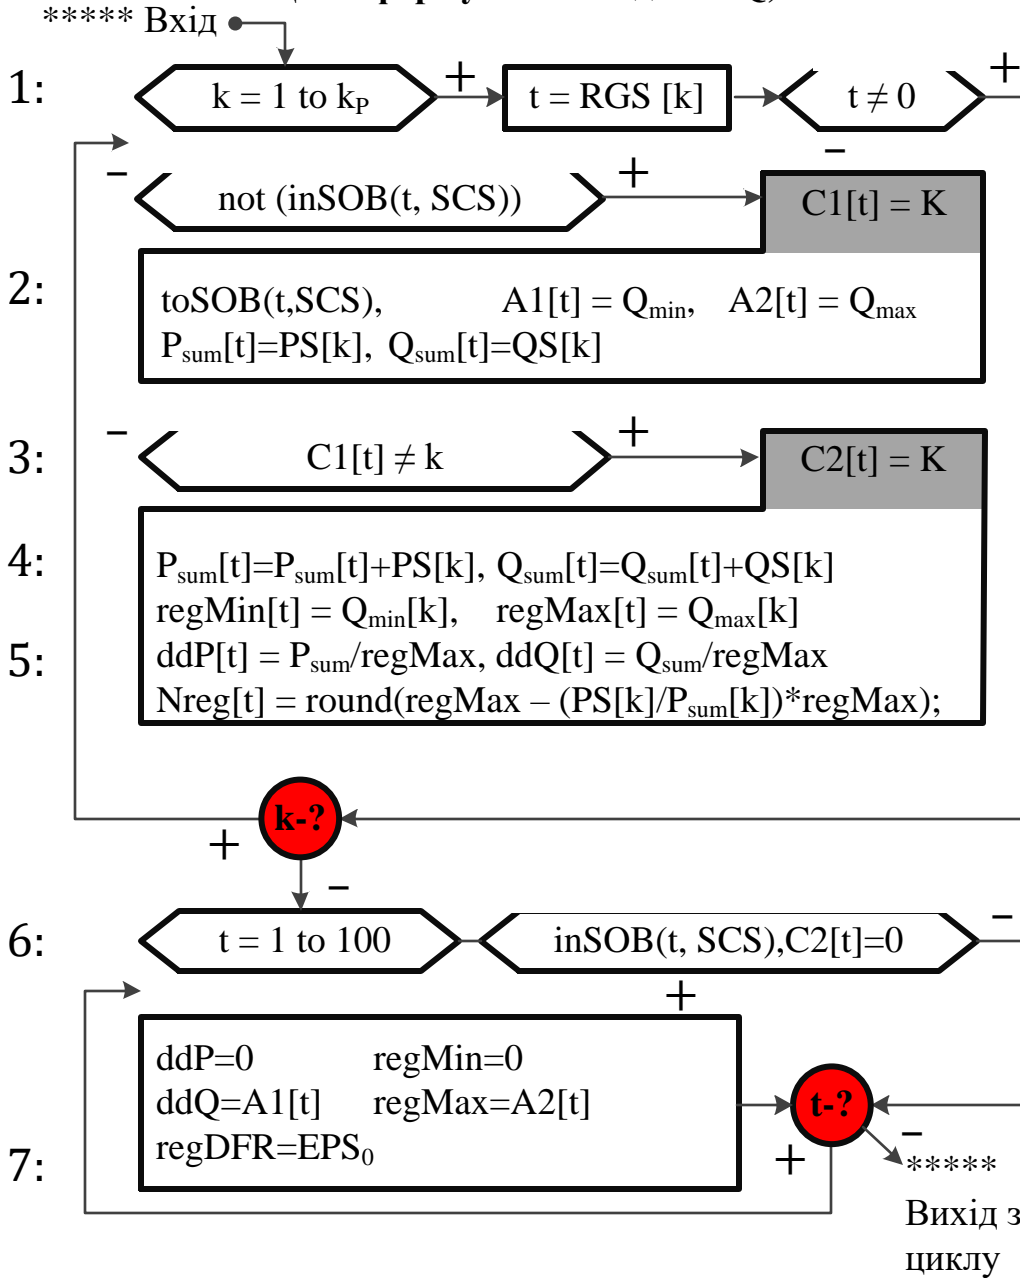 ***** Вхід
1: k = 1 to kP + t = RGS [k] t ≠ 0 +
–
– not (inSOB(t, SCS)) + C1[t] = K
2: toSOB(t,SCS), A1[t] = Qmin, A2[t] = Qmax
Psum[t]=PS[k], Qsum[t]=QS[k]
3: – C1[t] ≠ k + C2[t] = K
4: Psum[t]=Psum[t]+PS[k], Qsum[t]=Qsum[t]+QS[k]
regMin[t] = Qmin[k], regMax[t] = Qmax[k]
5: ddP[t] = Psum/regMax, ddQ[t] = Qsum/regMax
Nreg[t] = round(regMax – (PS[k]/Psum[k])*regMax);
k-?
+
–
6: t = 1 to 100 inSOB(t, SCS),C2[t]=0 –
+
ddP=0 regMin=0
ddQ=A1[t] regMax=A2[t]
t-?
regDFR=EPS0
7: + –
*****
Вихід з
циклу